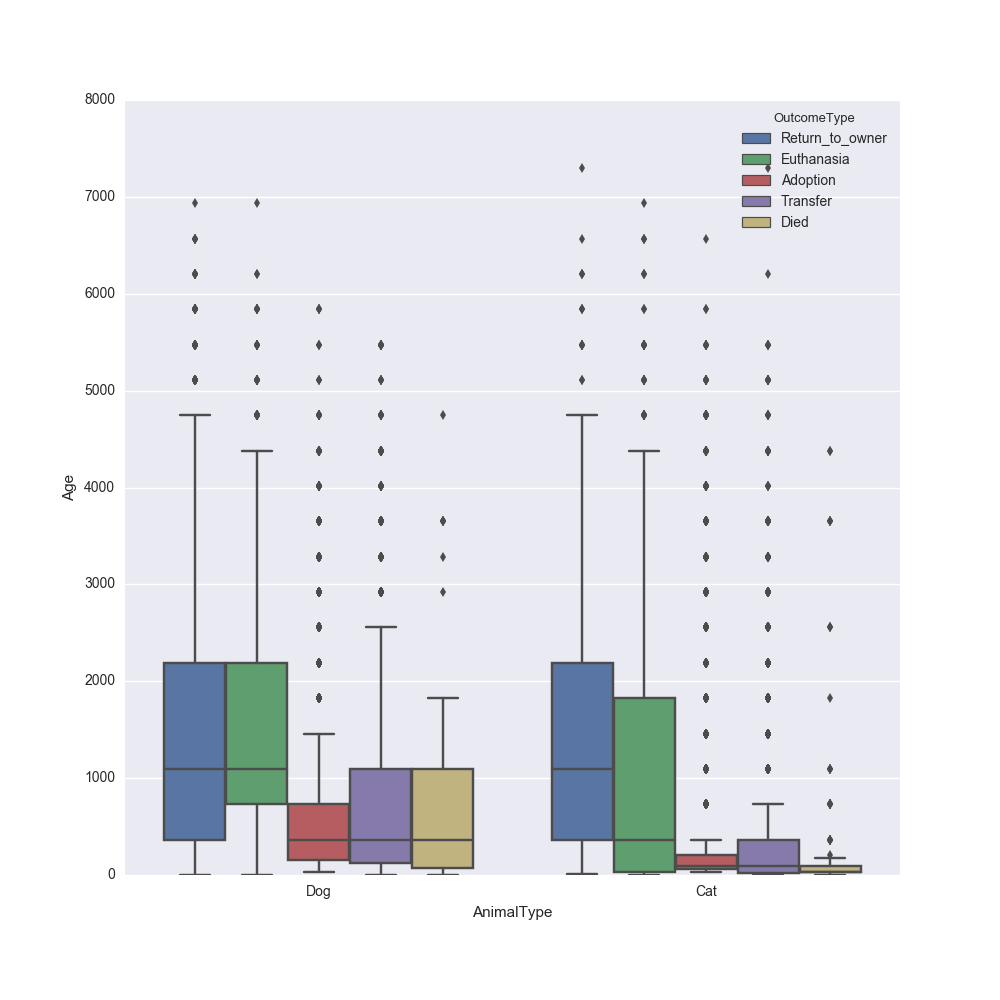 8000
7000
6000
5000
4000
3000
2000
1000
0
Age
OutcomeType
Return_to_owner
Euthanasia
Adoption
Transfer
Died
Dog
Cat
AnimalType